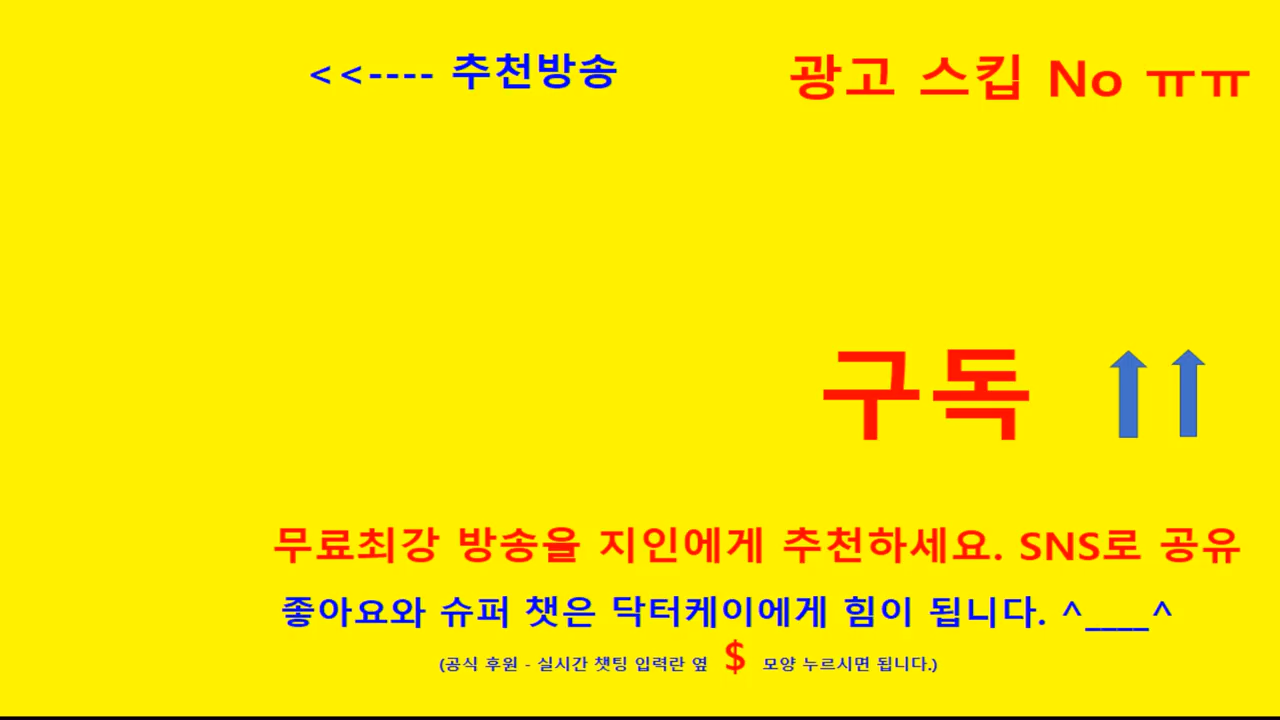 <<---- 추천방송
광고 스킵 No ㅠㅠ
구독
무료최강 방송을 지인에게 추천하세요. SNS로 공유
좋아요와 슈퍼 챗은 닥터케이에게 힘이 됩니다. ^____^
(공식 후원 - 실시간 챗팅 입력란 옆 $ 모양 누르시면 됩니다.)